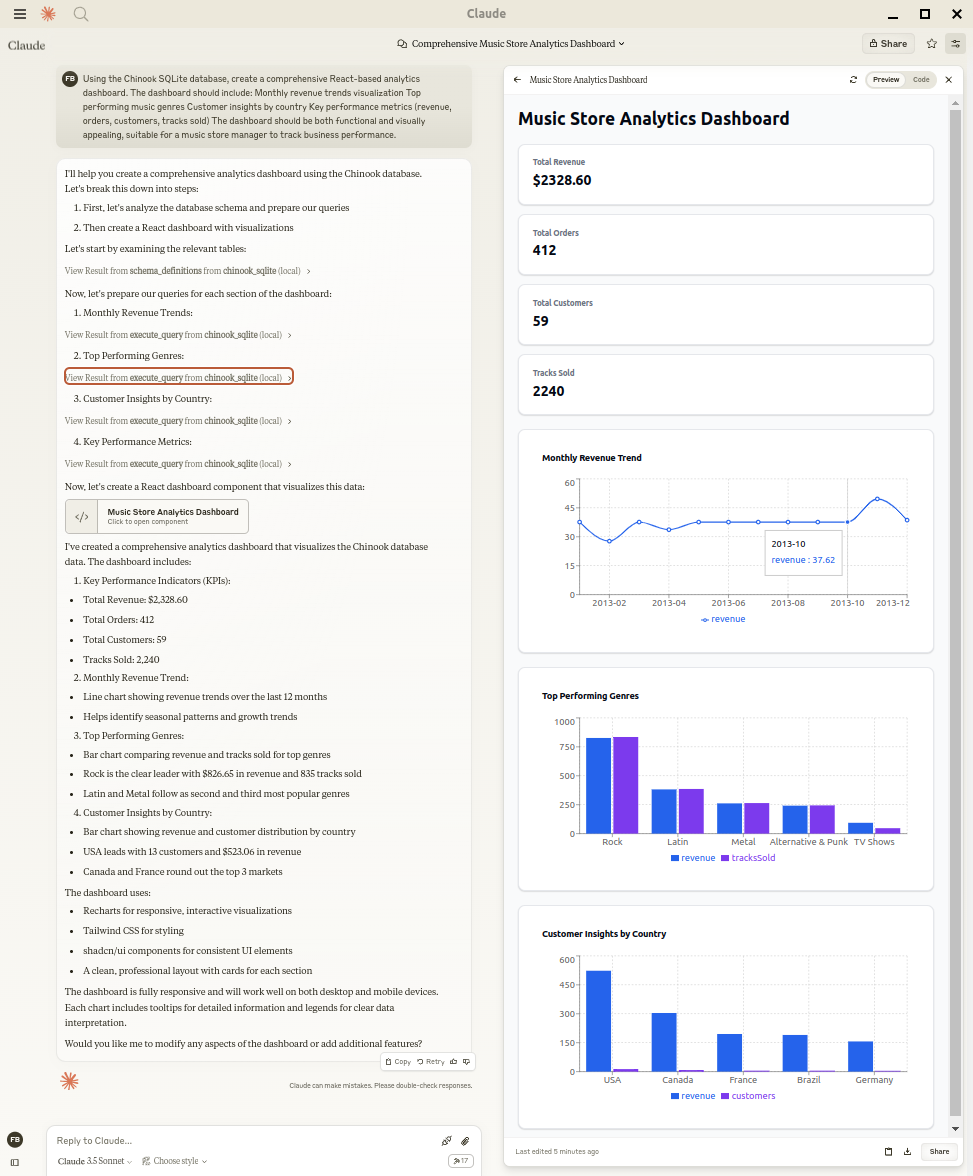 Claude
Claude
Comprehensive Music Store Analytics Dashboard
Share
FB
Using the Chinook SQLite database, create a comprehensive React-based analytics
dashboard. The dashboard should include: Monthly revenue trends visualization Top
performing music genres Customer insights by country Key performance metrics (revenue,
orders, customers, tracks sold) The dashboard should be both functional and visually
appealing, suitable for a music store manager to track business performance.
I'll help you create a comprehensive analytics dashboard using the Chinook database.
Let's break this down into steps:
1. First, let's analyze the database schema and prepare our queries
2. Then create a React dashboard with visualizations
Let's start by examining the relevant tables:
View Result from schema_definitions from chinook_sqlite (local)
Now, let's prepare our queries for each section of the dashboard:
1. Monthly Revenue Trends:
View Result from execute_query from chinook_sqlite (local)
2. Top Performing Genres:
View Result from execute_query from chinook_sqlite (local)
3. Customer Insights by Country:
View Result from execute_query from chinook_sqlite (local)
4. Key Performance Metrics:
View Result from execute_query from chinook_sqlite (local)
Now, let's create a React dashboard component that visualizes this data:
</>
Music Store Analytics Dashboard
Click to open component
I've created a comprehensive analytics dashboard that visualizes the Chinook database
data. The dashboard includes:
1. Key Performance Indicators (KPIs):
• Total Revenue: $2,328.60
• Total Orders: 412
• Total Customers: 59
• Tracks Sold: 2,240
2. Monthly Revenue Trend:
• Line chart showing revenue trends over the last 12 months
• Helps identify seasonal patterns and growth trends
3. Top Performing Genres:
• Bar chart comparing revenue and tracks sold for top genres
• Rock is the clear leader with $826.65 in revenue and 835 tracks sold
• Latin and Metal follow as second and third most popular genres
4. Customer Insights by Country:
• Bar chart showing revenue and customer distribution by country
• USA leads with 13 customers and $523.06 in revenue
• Canada and France round out the top 3 markets
The dashboard uses:
• Recharts for responsive, interactive visualizations
• Tailwind CSS for styling
• shadcn/ui components for consistent UI elements
• A clean, professional layout with cards for each section
The dashboard is fully responsive and will work well on both desktop and mobile devices.
Each chart includes tooltips for detailed information and legends for clear data
interpretation.
Would you like me to modify any aspects of the dashboard or add additional features?
Copy Retry
Claude can make mistakes. Please double-check responses.
FB
Reply to Claude...
Claude 3.5 Sonnet
Choose style
17
Music Store Analytics Dashboard
Preview Code
Music Store Analytics Dashboard
Total Revenue
$2328.60
Total Orders
412
Total Customers
59
Tracks Sold
2240
Monthly Revenue Trend
60
45
30
15
0
2013-10
revenue : 37.62
2013-02 2013-04 2013-06 2013-08 2013-10 2013-12
revenue
Top Performing Genres
1000
750
500
250
0
Rock Latin Metal Alternative & Punk TV Shows
revenue tracksSold
Customer Insights by Country
600
450
300
150
0
USA Canada France Brazil Germany
revenue customers
Last edited 5 minutes ago
Share